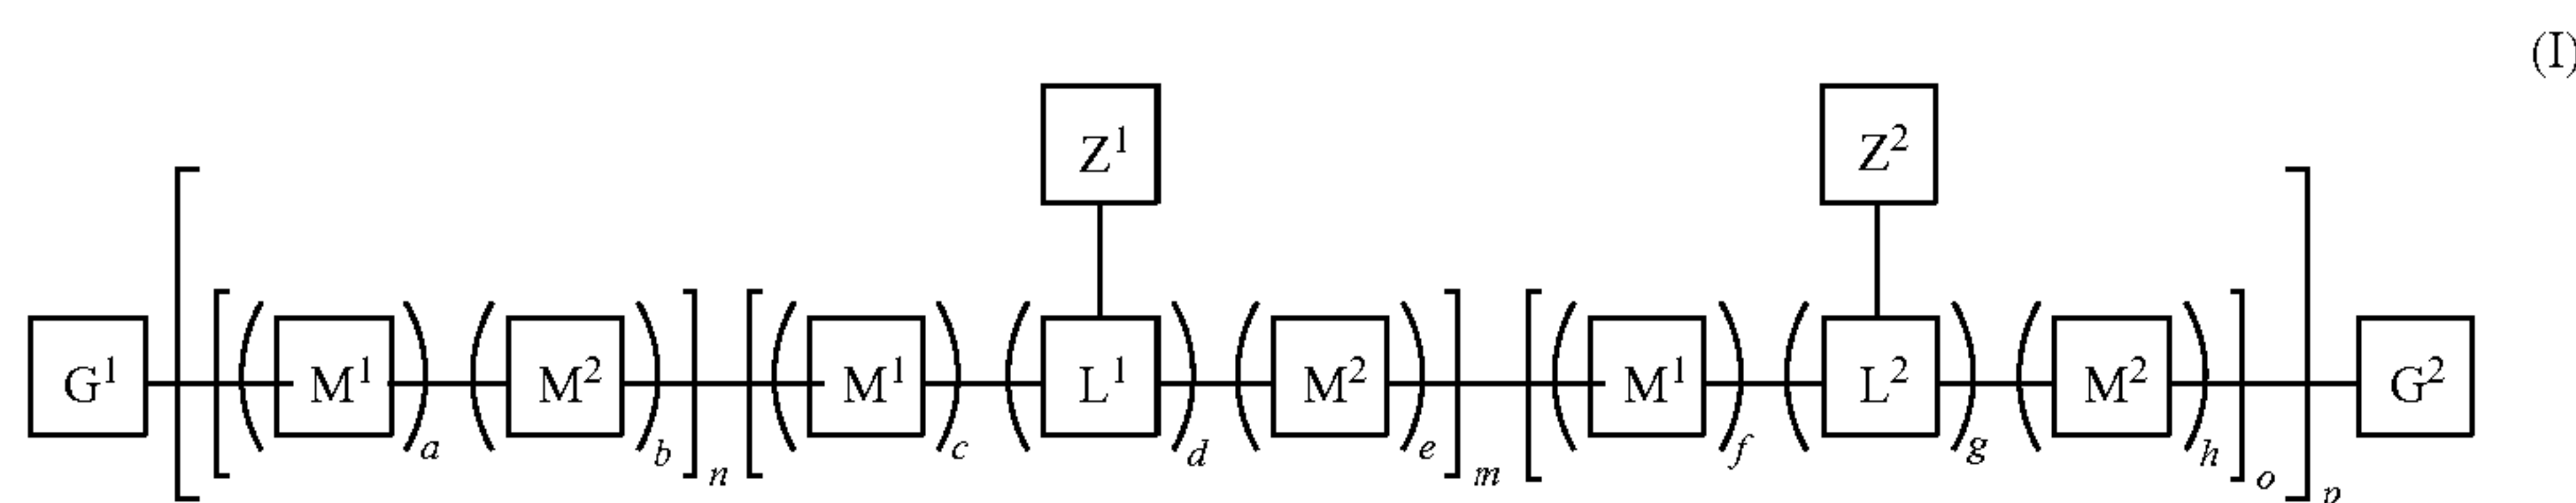 (I)
Z¹ Z²
G¹ [ [ ( M¹ )a ( M² )b ]n [ ( M¹ )c ( L¹ )d ( M² )e ]m [ ( M¹ )f ( L² )g ( M² )h ]o ]p G²